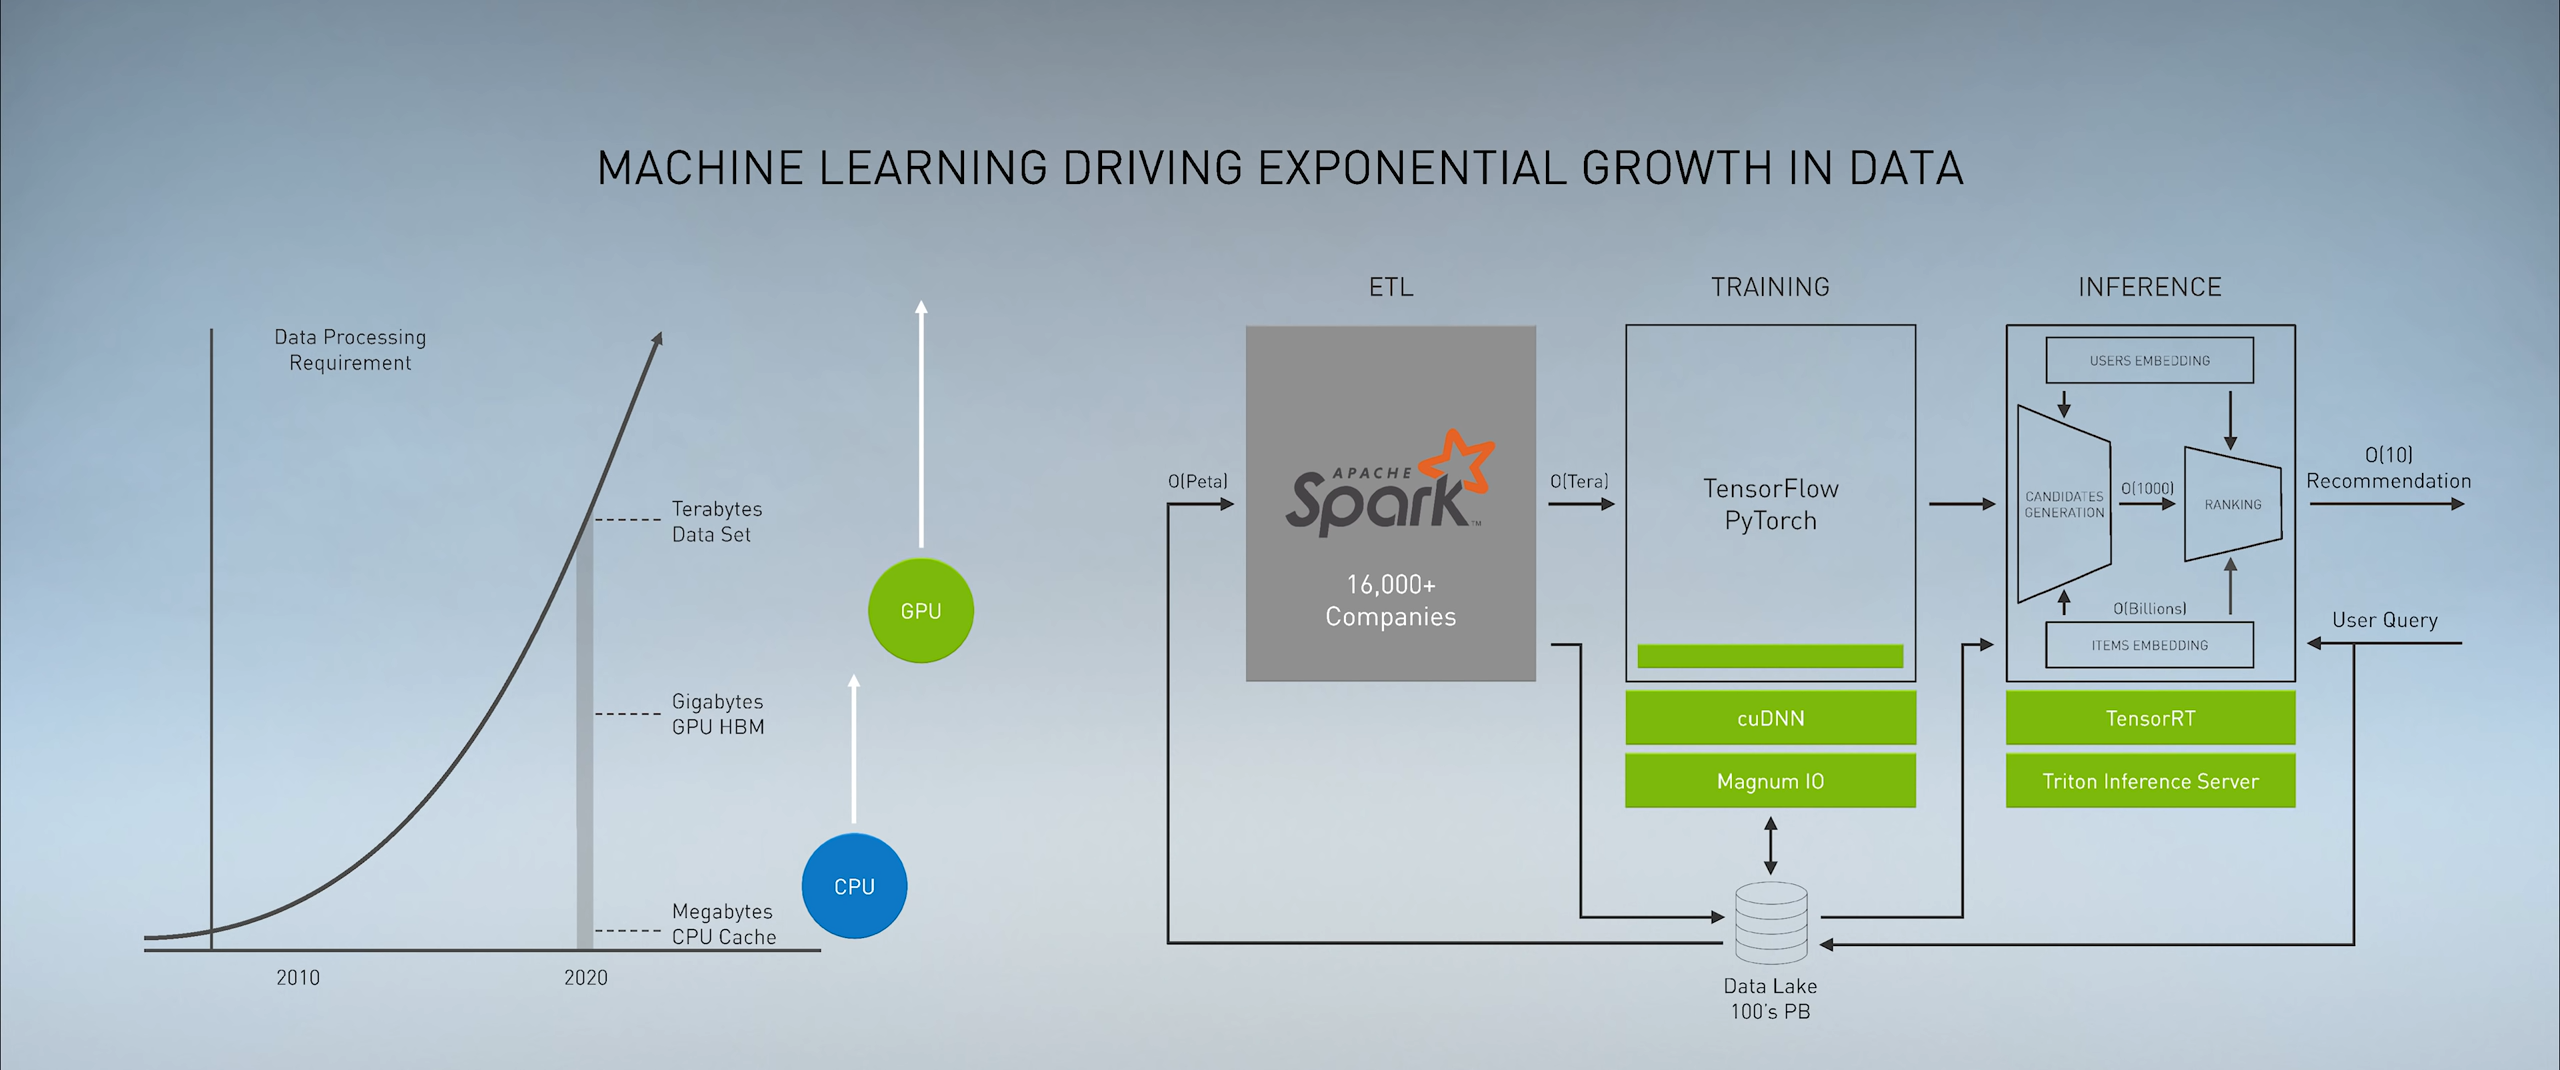 MACHINE LEARNING DRIVING EXPONENTIAL GROWTH IN DATA
Data Processing
Requirement
Terabytes
Data Set
Gigabytes
GPU HBM
Megabytes
CPU Cache
2010
2020
GPU
CPU
ETL
TRAINING
INFERENCE
O(Peta)
APACHE
Spark™
16,000+
Companies
O(Tera)
TensorFlow
PyTorch
cuDNN
Magnum IO
USERS EMBEDDING
CANDIDATES
GENERATION
O(1000)
RANKING
O(Billions)
ITEMS EMBEDDING
TensorRT
Triton Inference Server
O(10)
Recommendation
User Query
Data Lake
100's PB